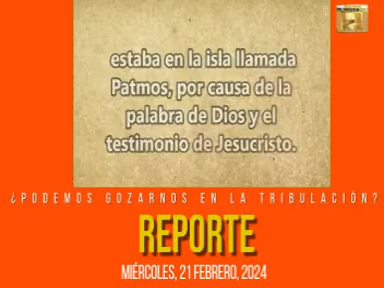 estaba en la isla llamada
Patmos, por causa de la
palabra de Dios y el
testimonio de Jesucristo.
¿PODEMOS GOZARNOS EN LA TRIBULACIÓN?
REPORTE
MIÉRCOLES, 21 FEBRERO, 2024